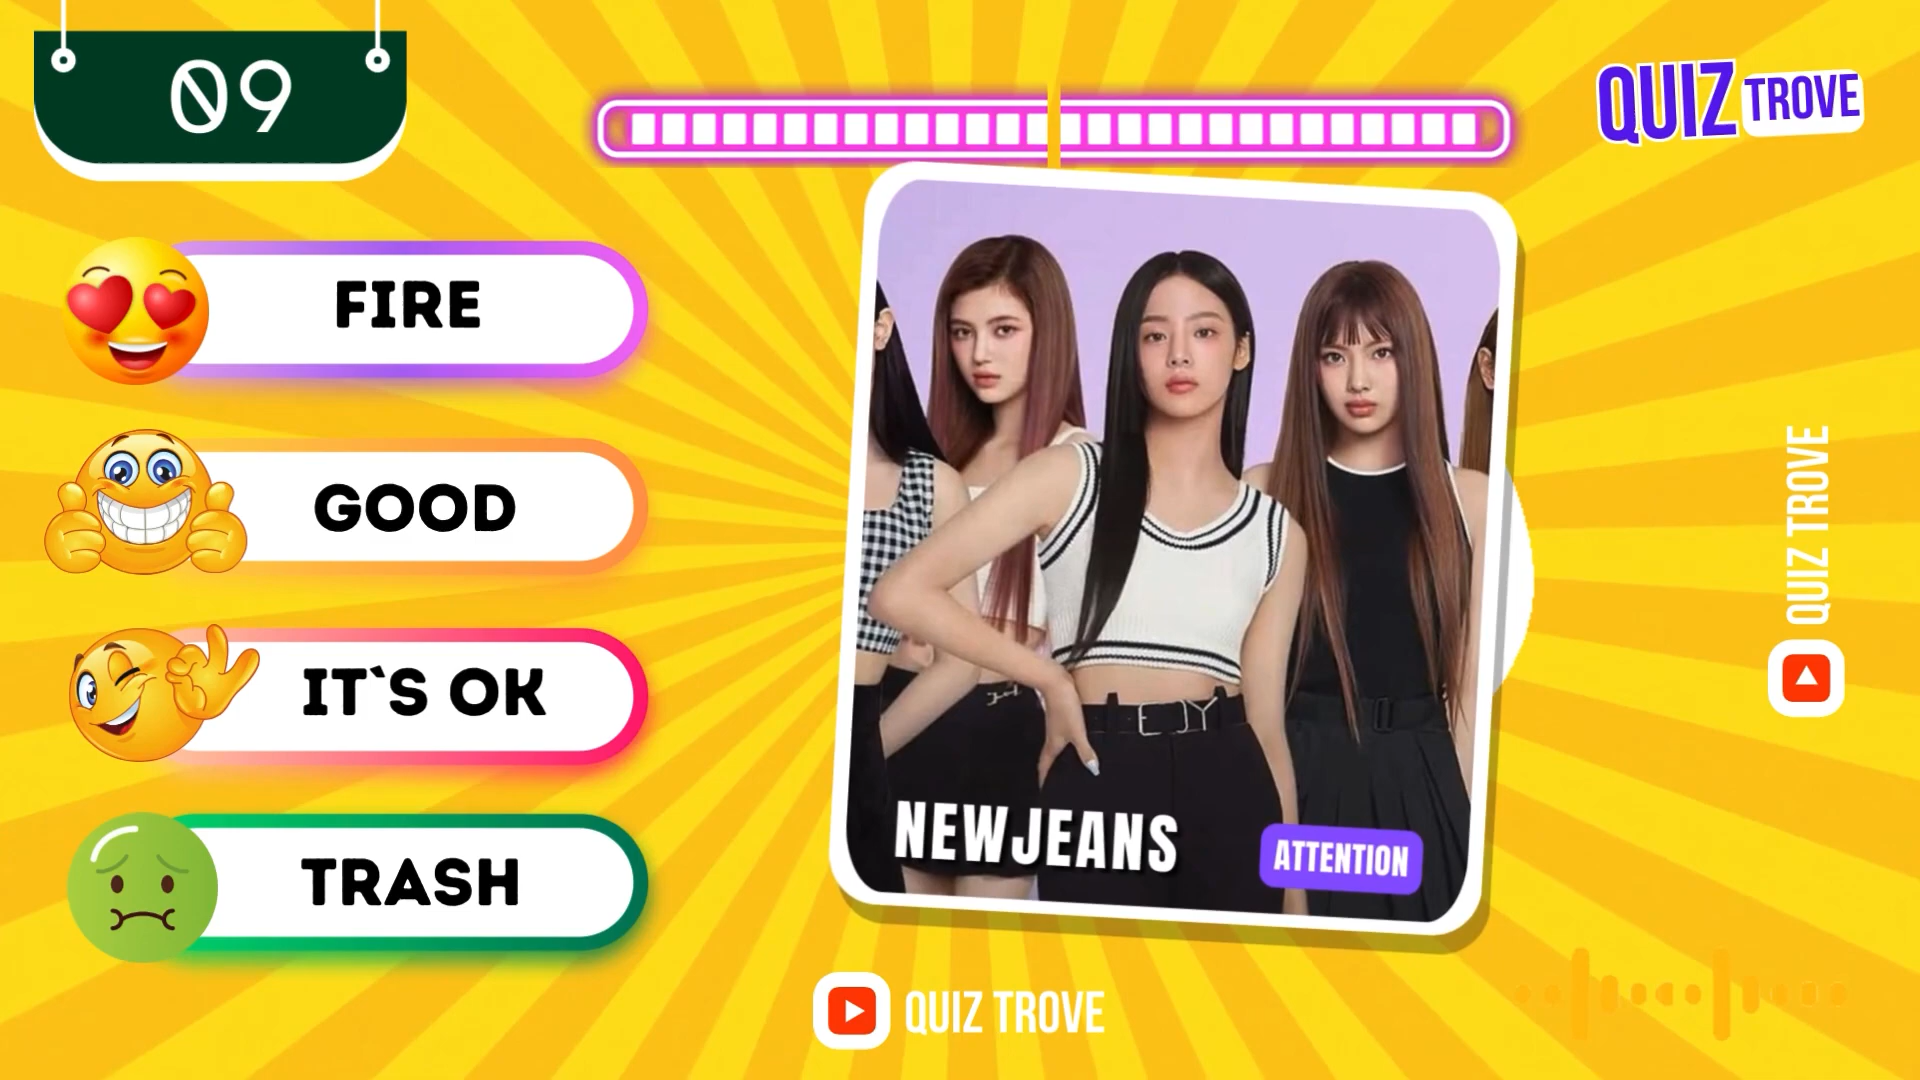 09
QUIZ TROVE
FIRE
GOOD
IT`S OK
TRASH
NEWJEANS
ATTENTION
QUIZ TROVE
QUIZ TROVE